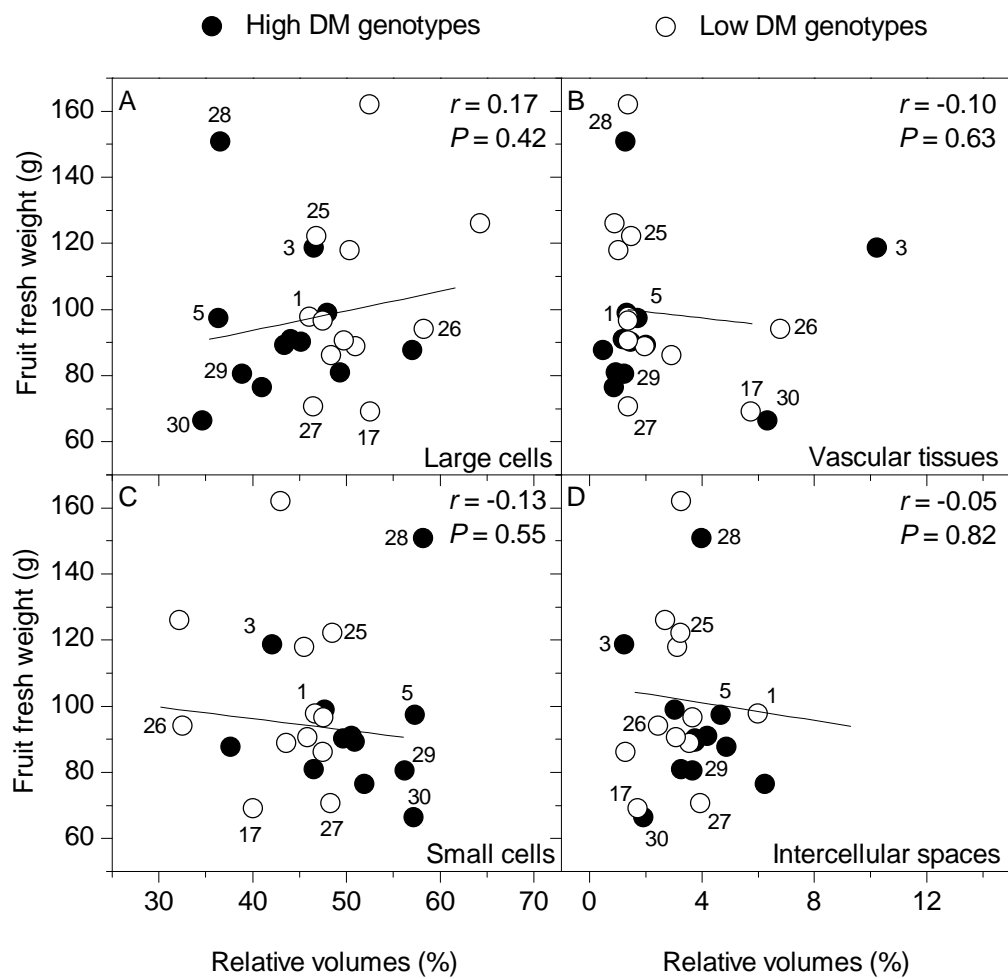 High DM genotypes
Low DM genotypes
Fruit fresh weight (g)
160
140
120
100
80
60
A
r = 0.17
P = 0.42
28
25
3
5
1
26
29
30
27
17
Large cells
B
r = -0.10
P = 0.63
28
25
3
5
1
26
29
17
30
27
Vascular tissues
Fruit fresh weight (g)
160
140
120
100
80
60
C
r = -0.13
P = 0.55
28
3
25
1
5
26
29
30
17
27
Small cells
D
r = -0.05
P = 0.82
28
25
3
5
1
26
29
17
30
27
Intercellular spaces
30
40
50
60
70
0
4
8
12
Relative volumes (%)
Relative volumes (%)